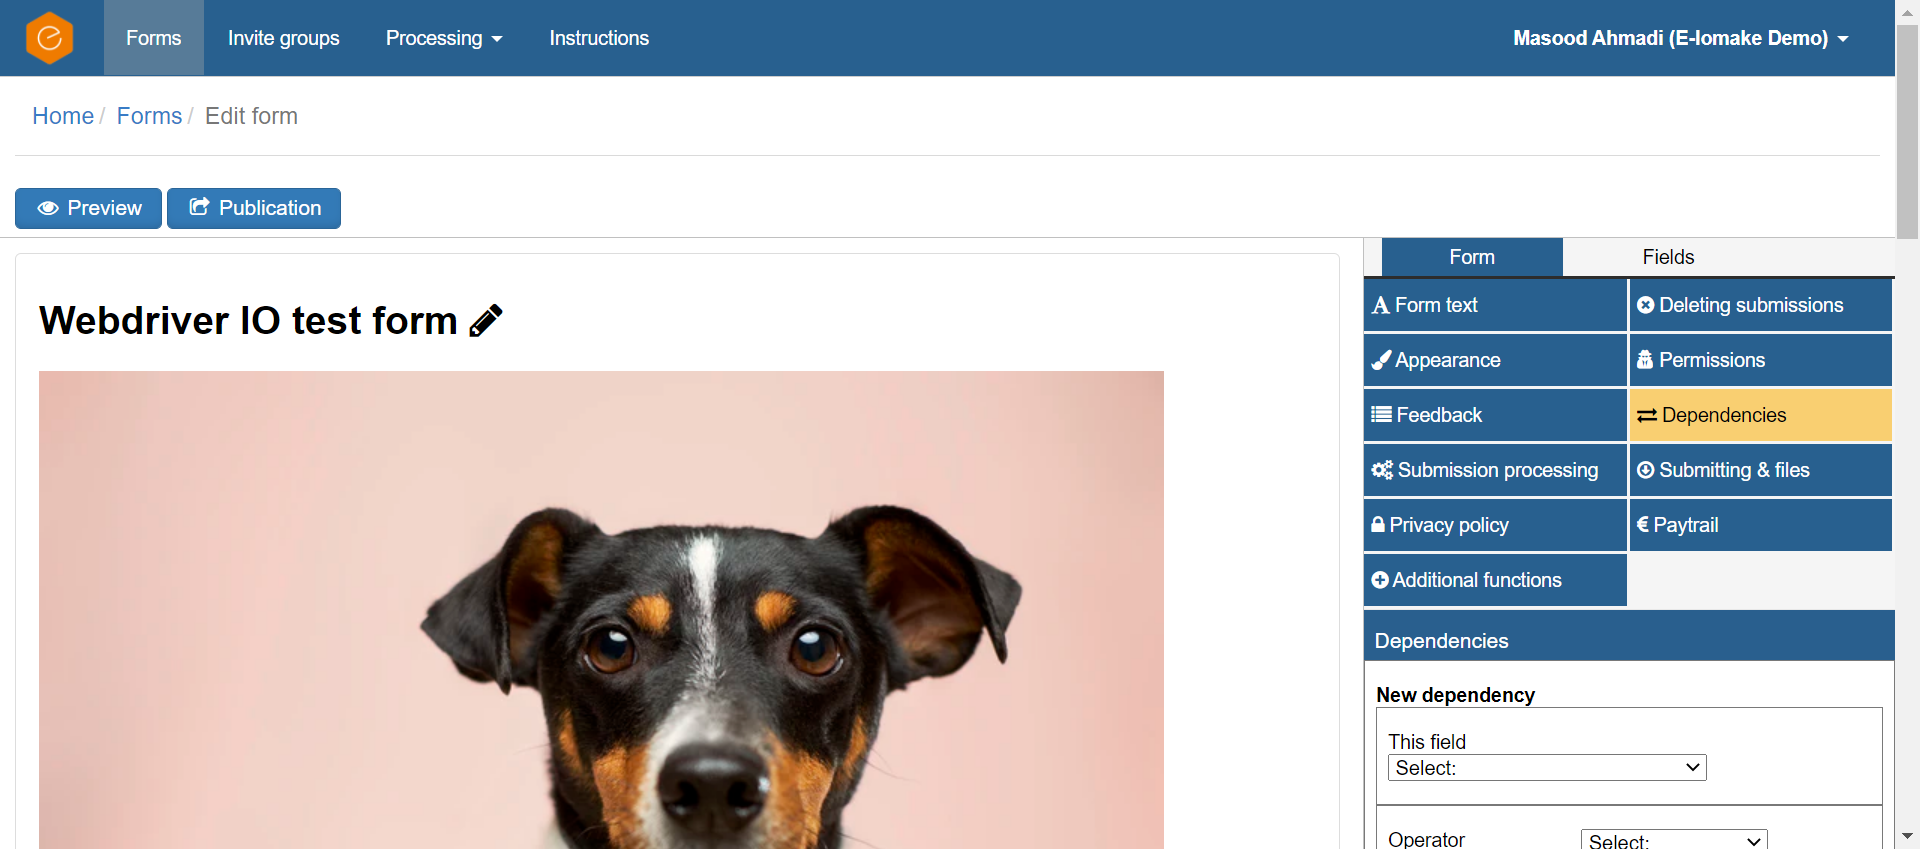 Forms Invite groups Processing Instructions Masood Ahmadi (E-lomake Demo)
Home / Forms / Edit form
Preview Publication
Form Fields
Webdriver IO test form
Form text Deleting submissions
Appearance Permissions
Feedback Dependencies
Submission processing Submitting & files
Privacy policy € Paytrail
Additional functions
Dependencies
New dependency
This field
Select:
Operator Select: